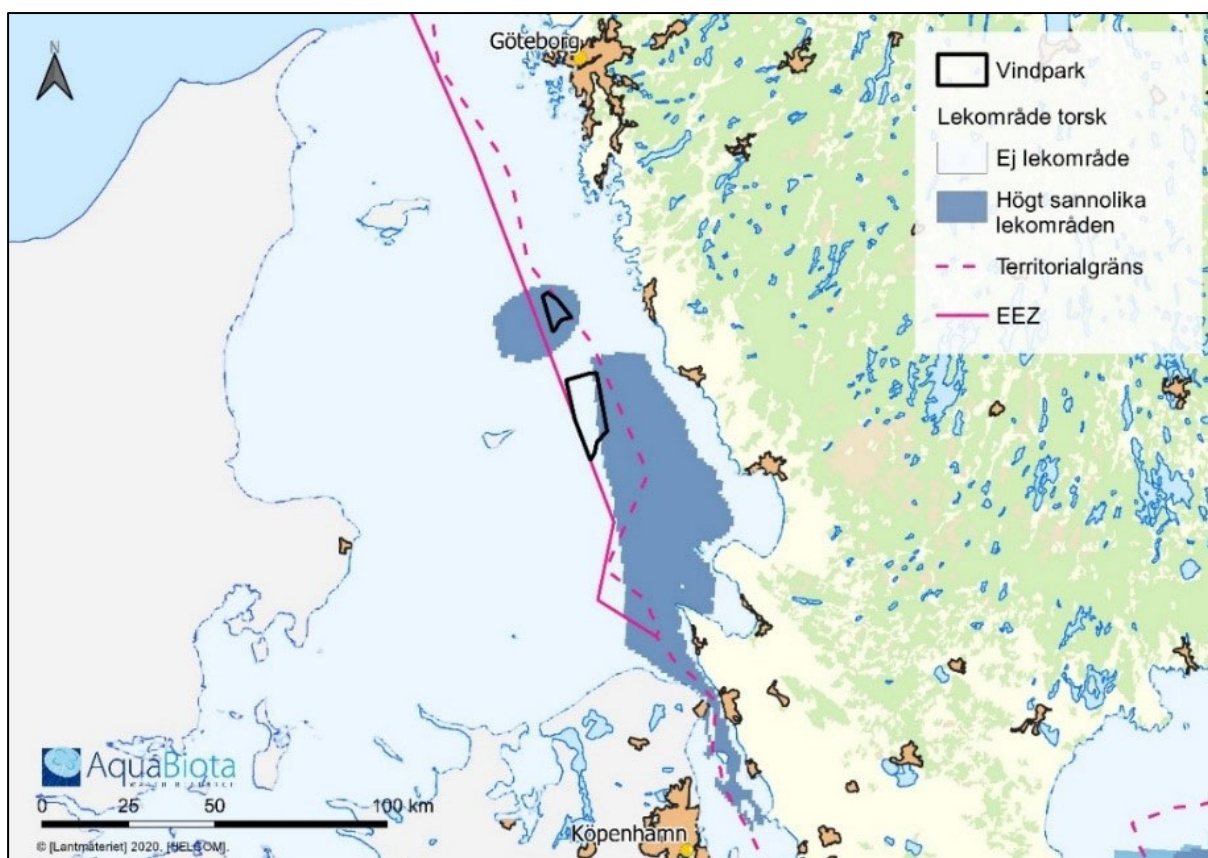 N
Göteborg
Vindpark
Lekområde torsk
Ej lekområde
Högt sannolika
lekområden
Territorialgräns
EEZ
AquaBiota
0 25 50 100 km
Köpenhamn
© [Lantmäteriet] 2020, [HELCOM].